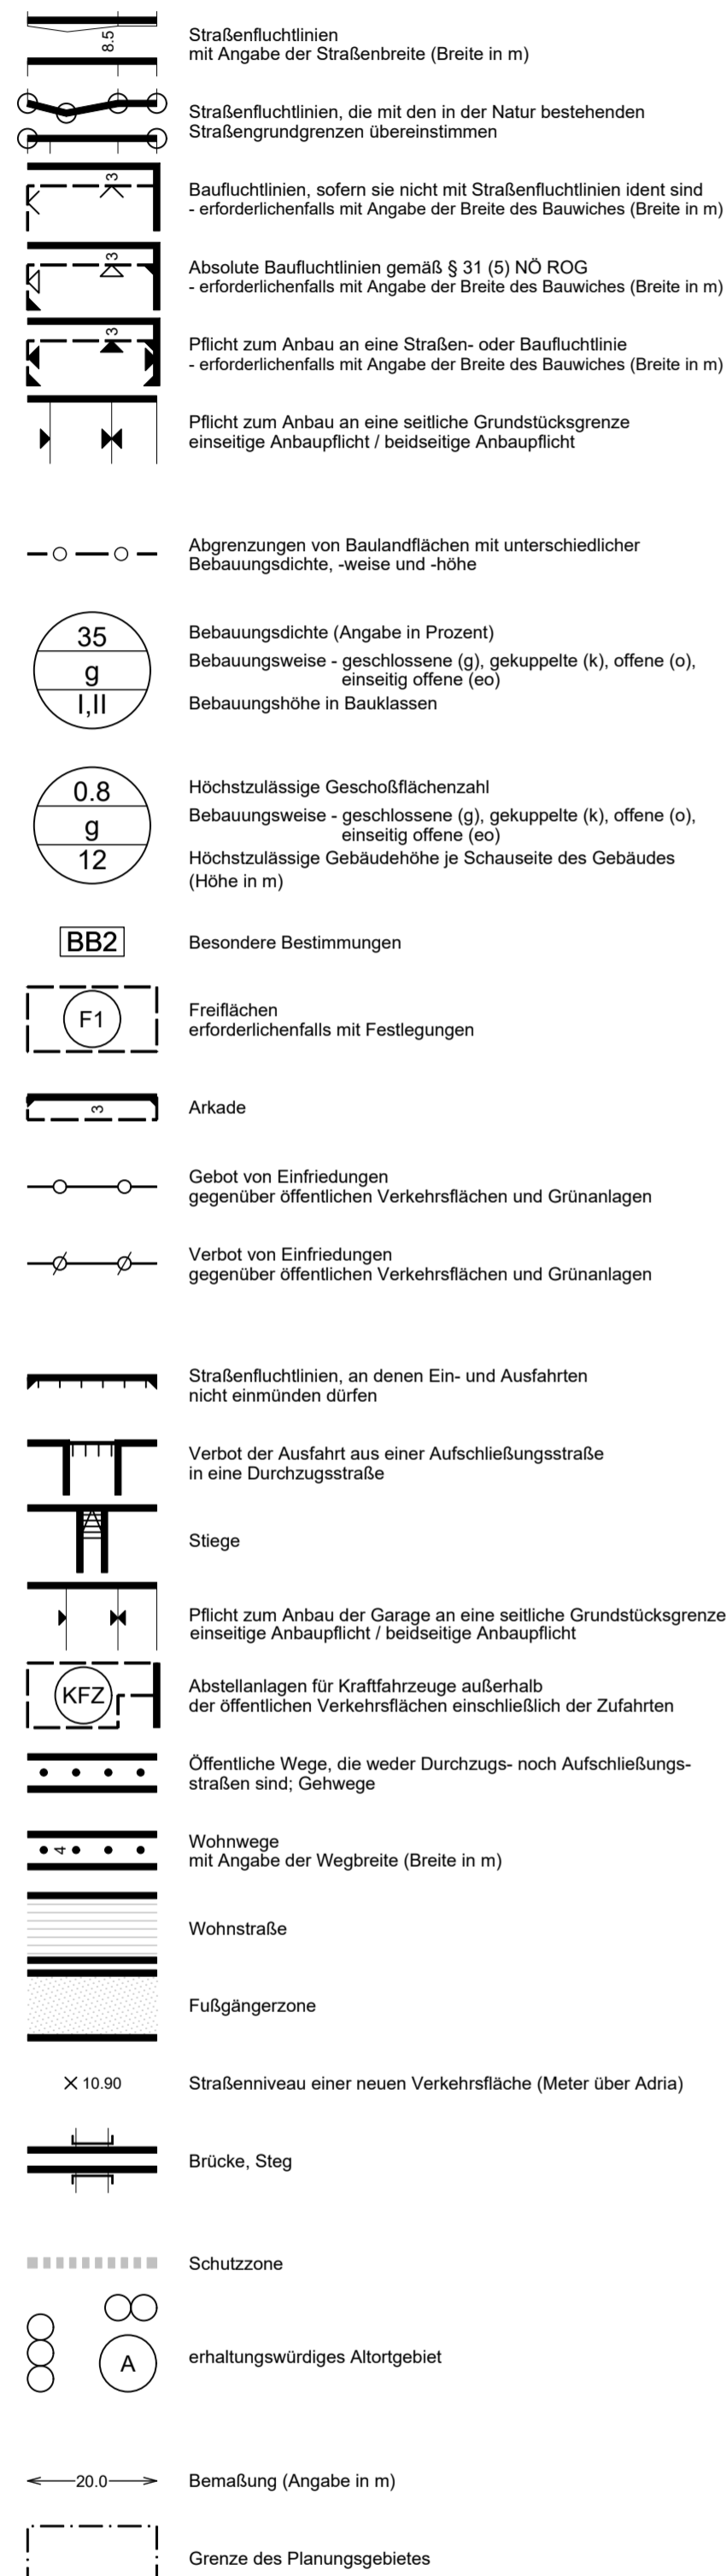 8.5
Straßenfluchtlinien
mit Angabe der Straßenbreite (Breite in m)
Straßenfluchtlinien, die mit den in der Natur bestehenden
Straßengrundgrenzen übereinstimmen
3
Baufluchtlinien, sofern sie nicht mit Straßenfluchtlinien ident sind
- erforderlichenfalls mit Angabe der Breite des Bauwiches (Breite in m)
3
Absolute Baufluchtlinien gemäß § 31 (5) NÖ ROG
- erforderlichenfalls mit Angabe der Breite des Bauwiches (Breite in m)
3
Pflicht zum Anbau an eine Straßen- oder Baufluchtlinie
- erforderlichenfalls mit Angabe der Breite des Bauwiches (Breite in m)
Pflicht zum Anbau an eine seitliche Grundstücksgrenze
einseitige Anbaupflicht / beidseitige Anbaupflicht
Abgrenzungen von Baulandflächen mit unterschiedlicher
Bebauungsdichte, -weise und -höhe
35
Bebauungsdichte (Angabe in Prozent)
g
Bebauungsweise - geschlossene (g), gekuppelte (k), offene (o),
einseitig offene (eo)
I,II
Bebauungshöhe in Bauklassen
0.8
Höchstzulässige Geschoßflächenzahl
g
Bebauungsweise - geschlossene (g), gekuppelte (k), offene (o),
einseitig offene (eo)
12
Höchstzulässige Gebäudehöhe je Schauseite des Gebäudes
(Höhe in m)
BB2
Besondere Bestimmungen
F1
Freiflächen
erforderlichenfalls mit Festlegungen
3
Arkade
Gebot von Einfriedungen
gegenüber öffentlichen Verkehrsflächen und Grünanlagen
Verbot von Einfriedungen
gegenüber öffentlichen Verkehrsflächen und Grünanlagen
Straßenfluchtlinien, an denen Ein- und Ausfahrten
nicht einmünden dürfen
Verbot der Ausfahrt aus einer Aufschließungsstraße
in eine Durchzugsstraße
Stiege
Pflicht zum Anbau der Garage an eine seitliche Grundstücksgrenze
einseitige Anbaupflicht / beidseitige Anbaupflicht
KFZ
Abstellanlagen für Kraftfahrzeuge außerhalb
der öffentlichen Verkehrsflächen einschließlich der Zufahrten
Öffentliche Wege, die weder Durchzugs- noch Aufschließungs-
straßen sind; Gehwege
4
Wohnwege
mit Angabe der Wegbreite (Breite in m)
Wohnstraße
Fußgängerzone
10.90
Straßenniveau einer neuen Verkehrsfläche (Meter über Adria)
Brücke, Steg
Schutzzone
A
erhaltungswürdiges Altortgebiet
20.0
Bemaßung (Angabe in m)
Grenze des Planungsgebietes